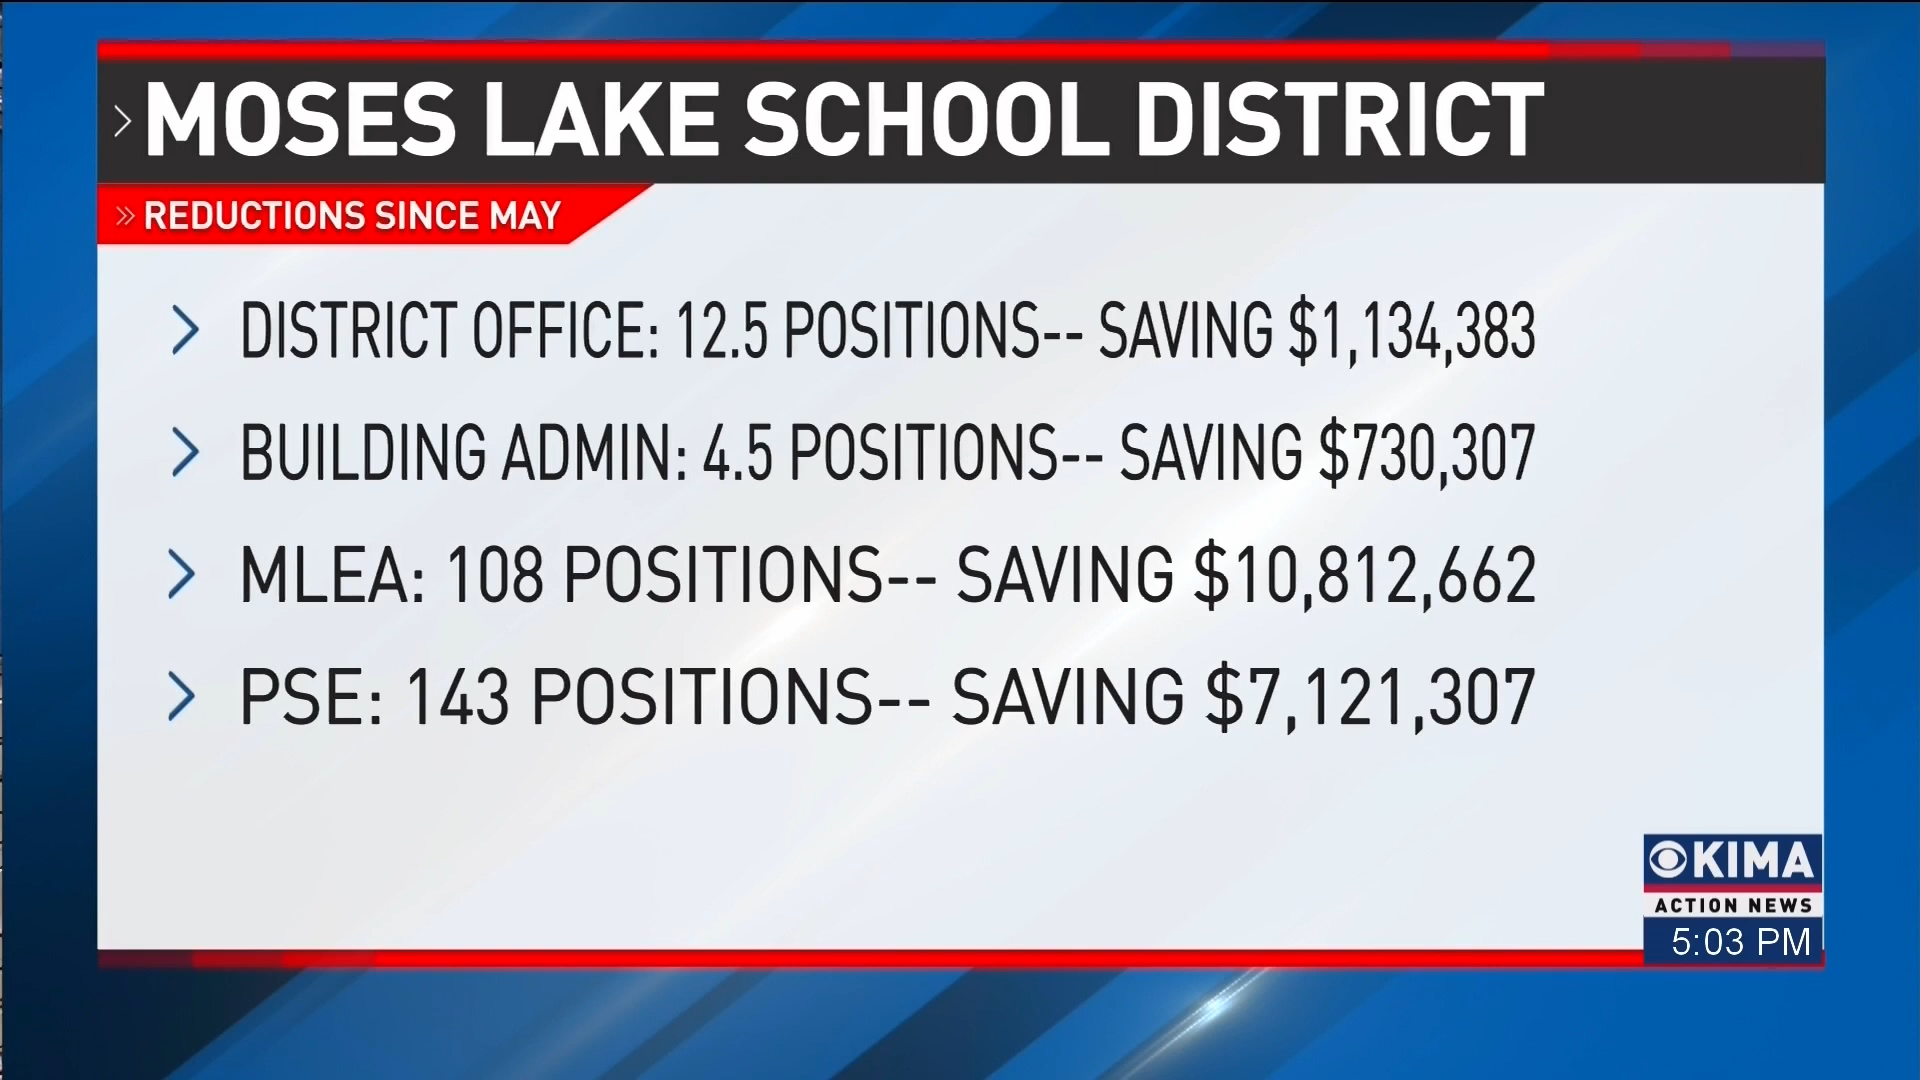 MOSES LAKE SCHOOL DISTRICT
REDUCTIONS SINCE MAY
DISTRICT OFFICE: 12.5 POSITIONS-- SAVING $1,134,383
BUILDING ADMIN: 4.5 POSITIONS-- SAVING $730,307
MLEA: 108 POSITIONS-- SAVING $10,812,662
PSE: 143 POSITIONS-- SAVING $7,121,307
KIMA
ACTION NEWS
5:03 PM